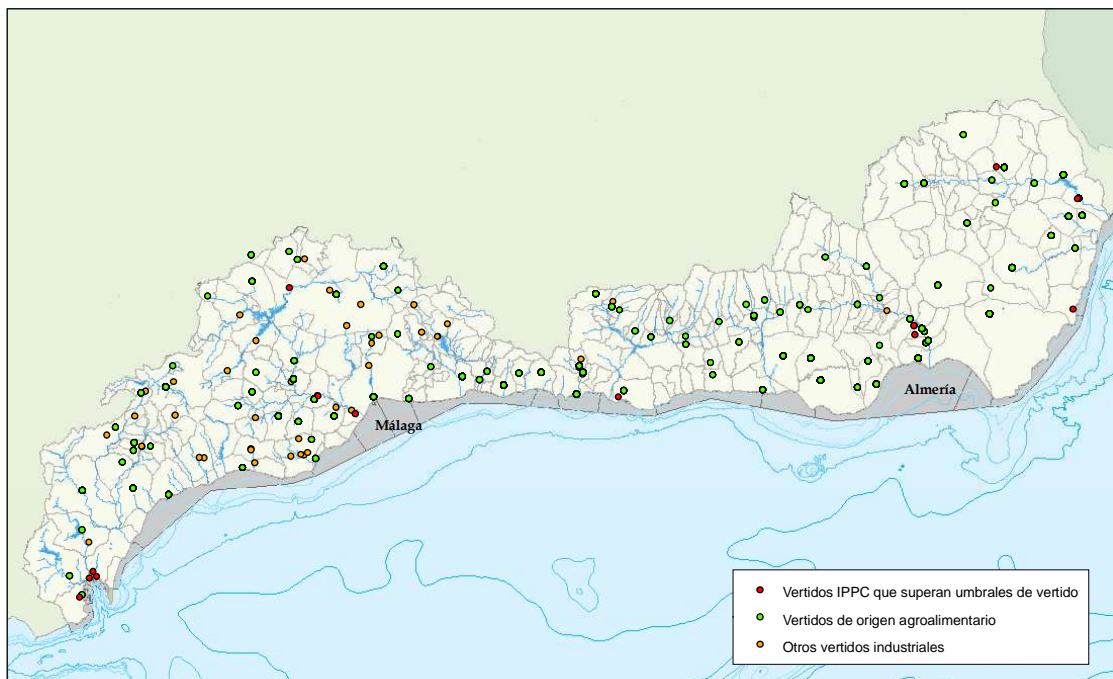 Almería
Málaga
Vertidos IPPC que superan umbrales de vertido
Vertidos de origen agroalimentario
Otros vertidos industriales